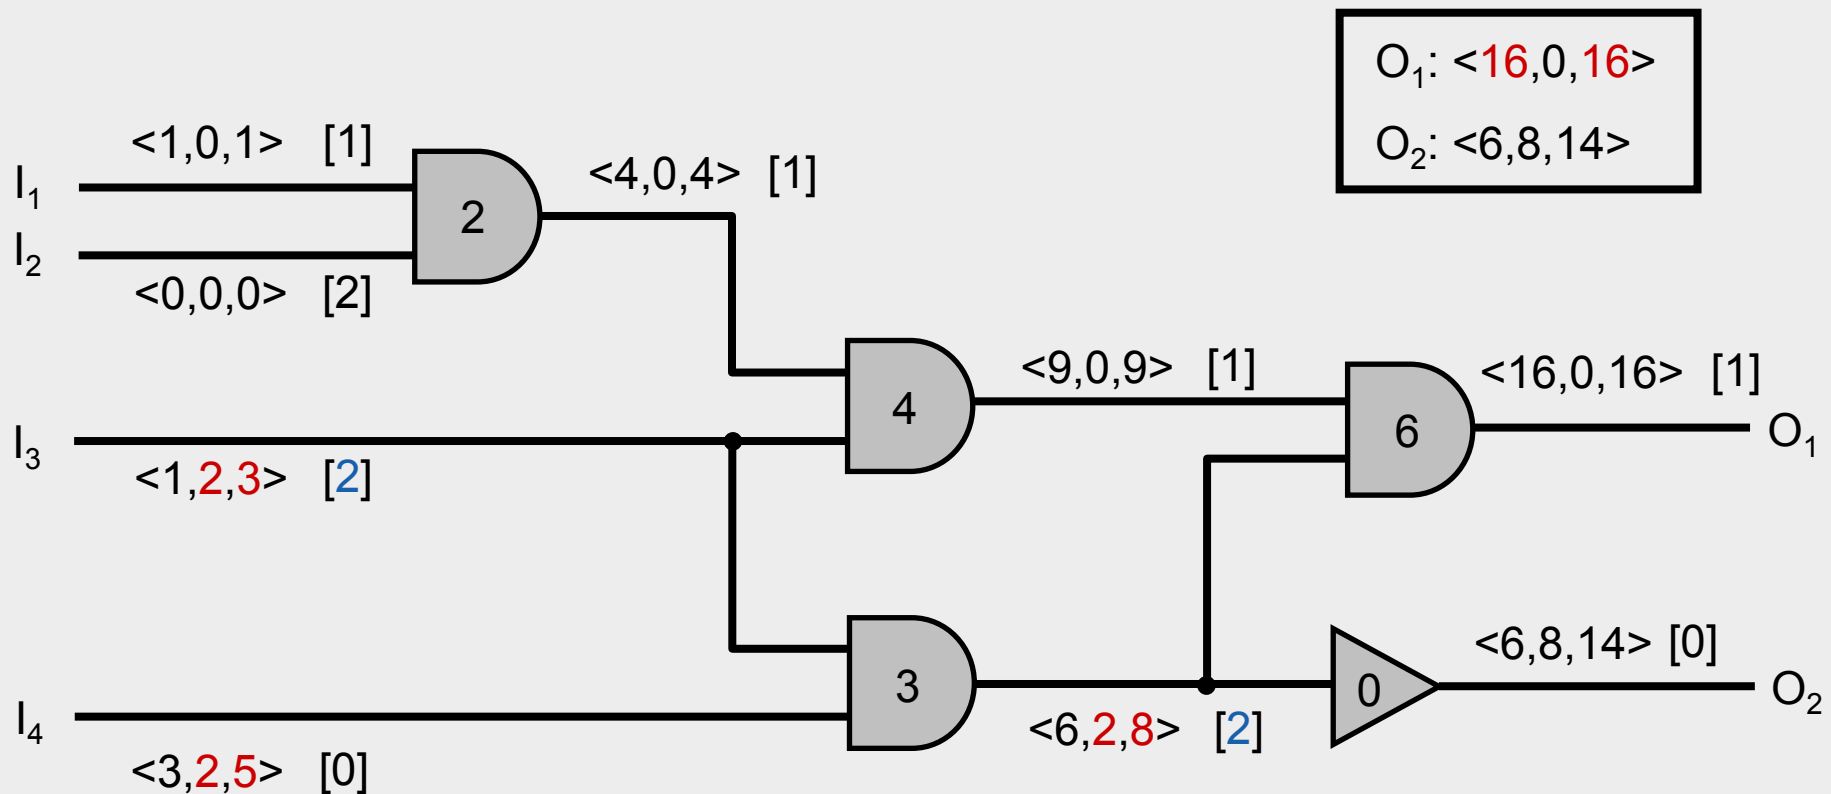 O₁: <16,0,16>
O₂: <6,8,14>
<1,0,1> [1]
I₁
2
<4,0,4> [1]
I₂
<0,0,0> [2]
4
<9,0,9> [1]
6
<16,0,16> [1]
O₁
I₃
<1,2,3> [2]
3
<6,2,8> [2]
0
<6,8,14> [0]
O₂
I₄
<3,2,5> [0]